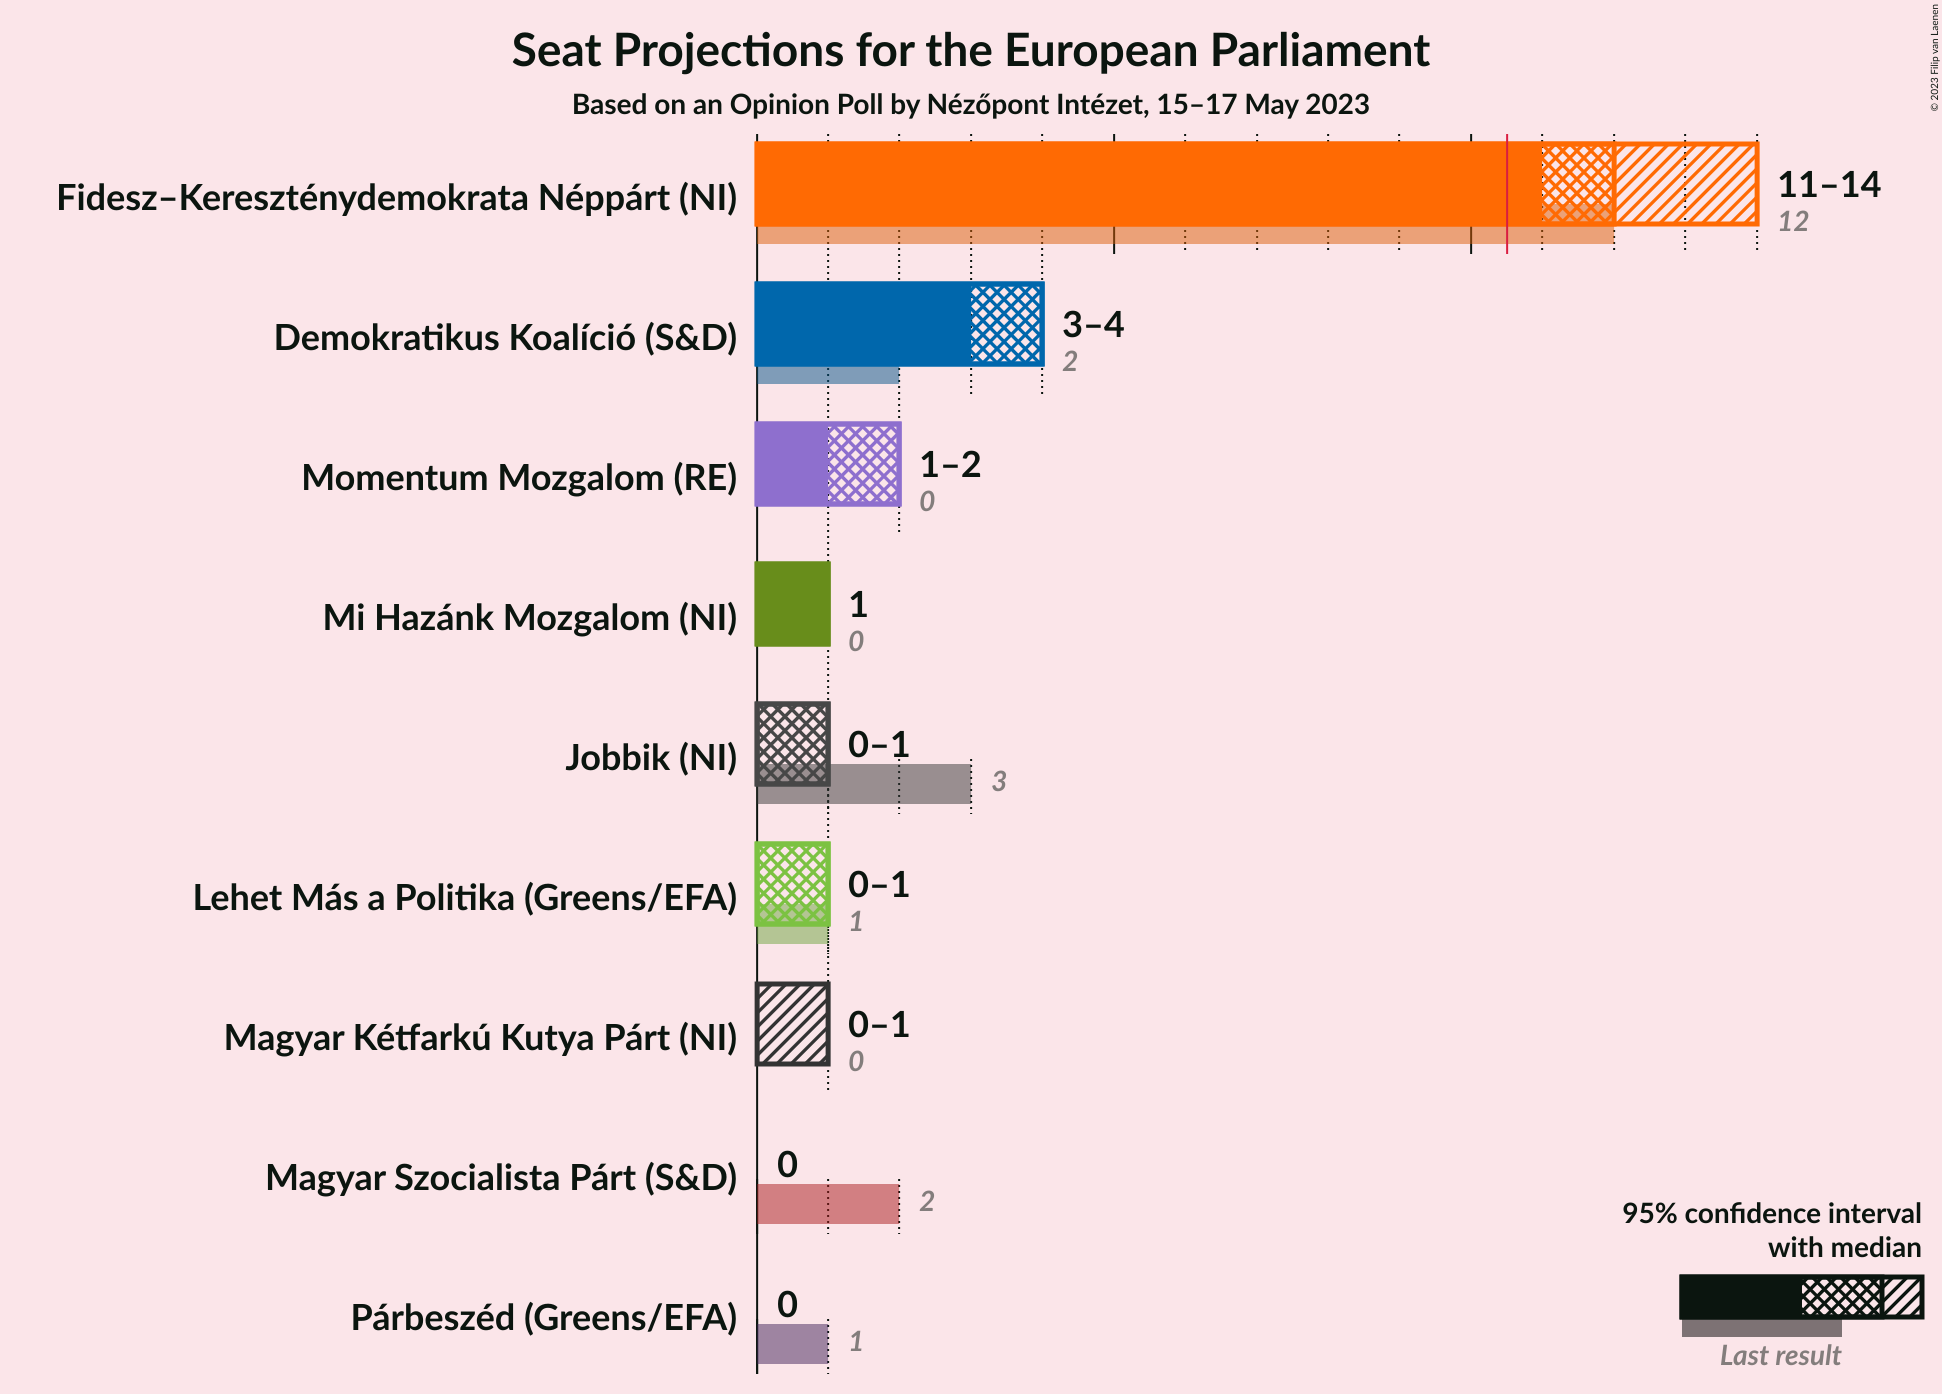 Seat Projections for the European Parliament
Based on an Opinion Poll by Nézőpont Intézet, 15–17 May 2023
© 2023 Filip van Laenen
Fidesz–Kereszténydemokrata Néppárt (NI)
11–14
12
Demokratikus Koalíció (S&D)
3–4
2
Momentum Mozgalom (RE)
1–2
0
Mi Hazánk Mozgalom (NI)
1
0
Jobbik (NI)
0–1
3
Lehet Más a Politika (Greens/EFA)
0–1
1
Magyar Kétfarkú Kutya Párt (NI)
0–1
0
Magyar Szocialista Párt (S&D)
0
2
Párbeszéd (Greens/EFA)
0
1
95% confidence interval
with median
Last result